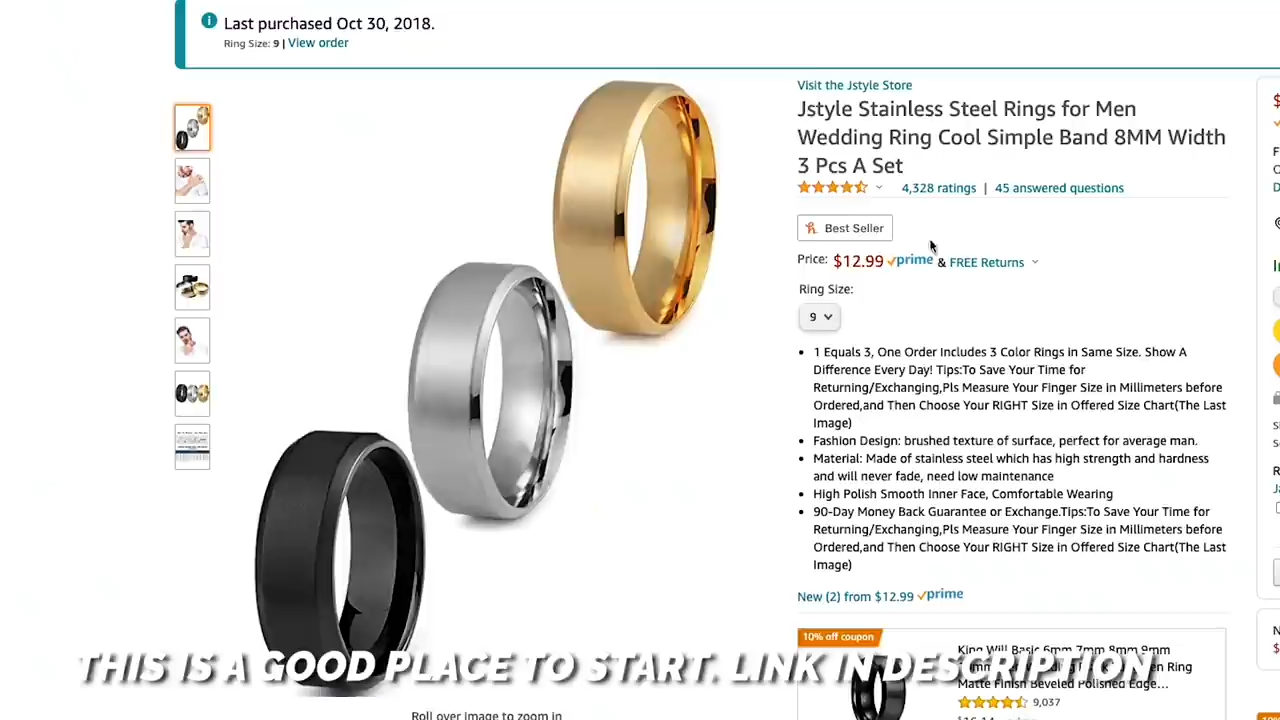 Last purchased Oct 30, 2018.
Ring Size: 9 | View order
Visit the Jstyle Store
Jstyle Stainless Steel Rings for Men
Wedding Ring Cool Simple Band 8MM Width
3 Pcs A Set
4,328 ratings | 45 answered questions
Best Seller
Price: $12.99 prime & FREE Returns
Ring Size:
9
1 Equals 3, One Order Includes 3 Color Rings in Same Size. Show A
Difference Every Day! Tips:To Save Your Time for
Returning/Exchanging,Pls Measure Your Finger Size in Millimeters before
Ordered,and Then Choose Your RIGHT Size in Offered Size Chart(The Last
Image)
Fashion Design: brushed texture of surface, perfect for average man.
Material: Made of stainless steel which has high strength and hardness
and will never fade, need low maintenance
High Polish Smooth Inner Face, Comfortable Wearing
90-Day Money Back Guarantee or Exchange.Tips:To Save Your Time for
Returning/Exchanging,Pls Measure Your Finger Size in Millimeters before
Ordered,and Then Choose Your RIGHT Size in Offered Size Chart(The Last
Image)
New (2) from $12.99 prime
10% off coupon
King Will Basic 6mm 7mm 8mm 9mm
Ring
Matte Finish Beveled Polished Edge...
9,037
THIS IS A GOOD PLACE TO START. LINK IN DESCRIPTION
Roll over image to zoom in